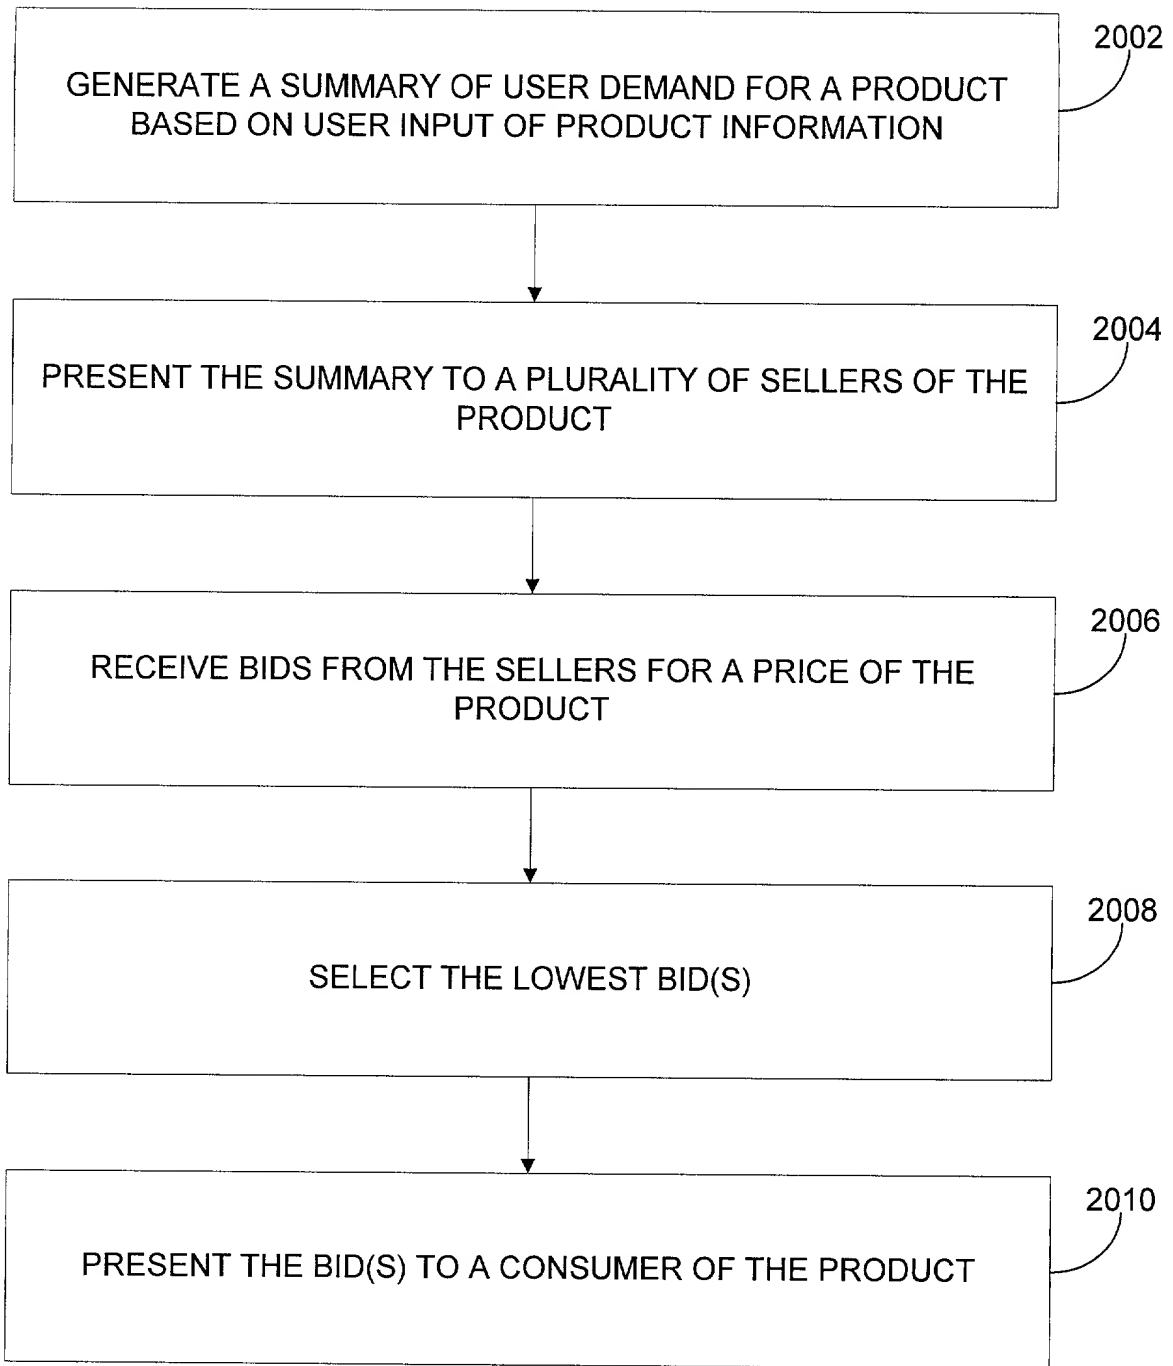 2002
GENERATE A SUMMARY OF USER DEMAND FOR A PRODUCT
BASED ON USER INPUT OF PRODUCT INFORMATION
2004
PRESENT THE SUMMARY TO A PLURALITY OF SELLERS OF THE
PRODUCT
2006
RECEIVE BIDS FROM THE SELLERS FOR A PRICE OF THE
PRODUCT
2008
SELECT THE LOWEST BID(S)
2010
PRESENT THE BID(S) TO A CONSUMER OF THE PRODUCT